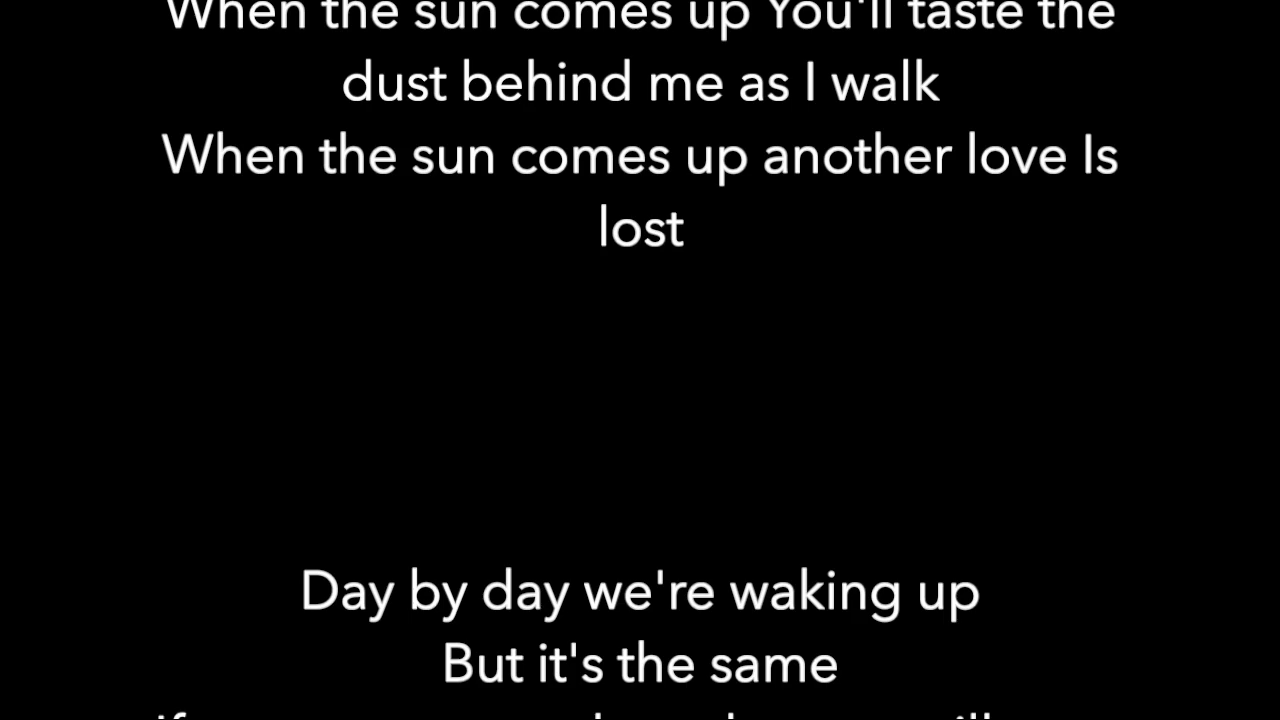 When the sun comes up You'll taste the
dust behind me as I walk
When the sun comes up another love Is
lost
Day by day we're waking up
But it's the same